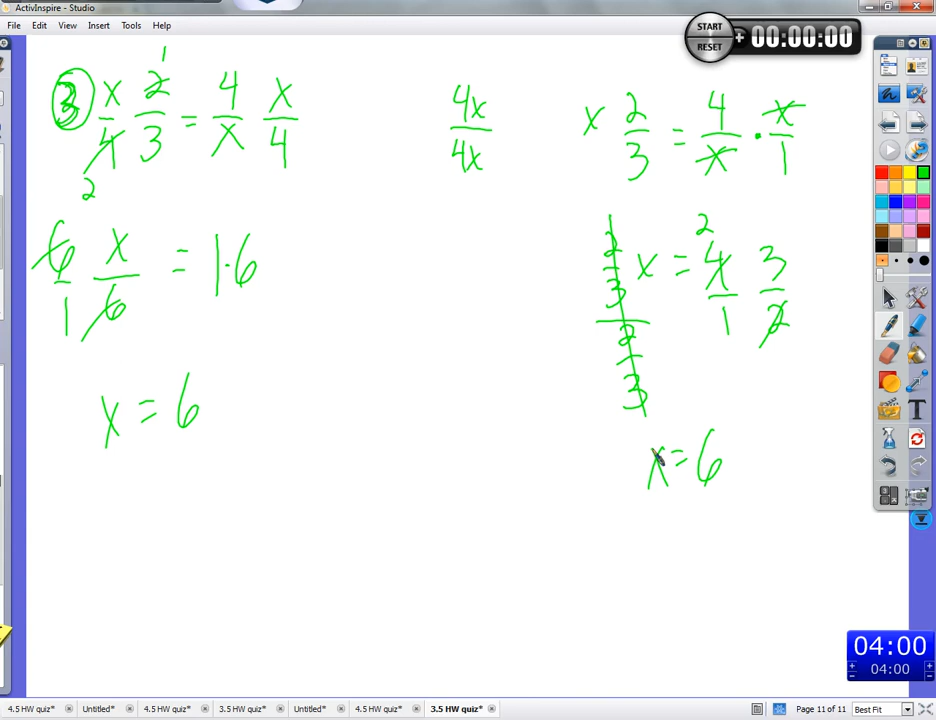 ActivInspire - Studio
File Edit View Insert Tools Help
START
RESET
00:00:00
3 x/4 2/3 = 4/x x/4
1
2
4x/4x
x 2/3 = 4/x · x/1
6/1 x/6 = 1·6
x = 6
2/3 x = 4/1 3/2
2
2/3
x = 6
04:00
04:00
4.5 HW quiz* Untitled* 4.5 HW quiz* 3.5 HW quiz* Untitled* 4.5 HW quiz* 3.5 HW quiz* Page 11 of 11 Best Fit